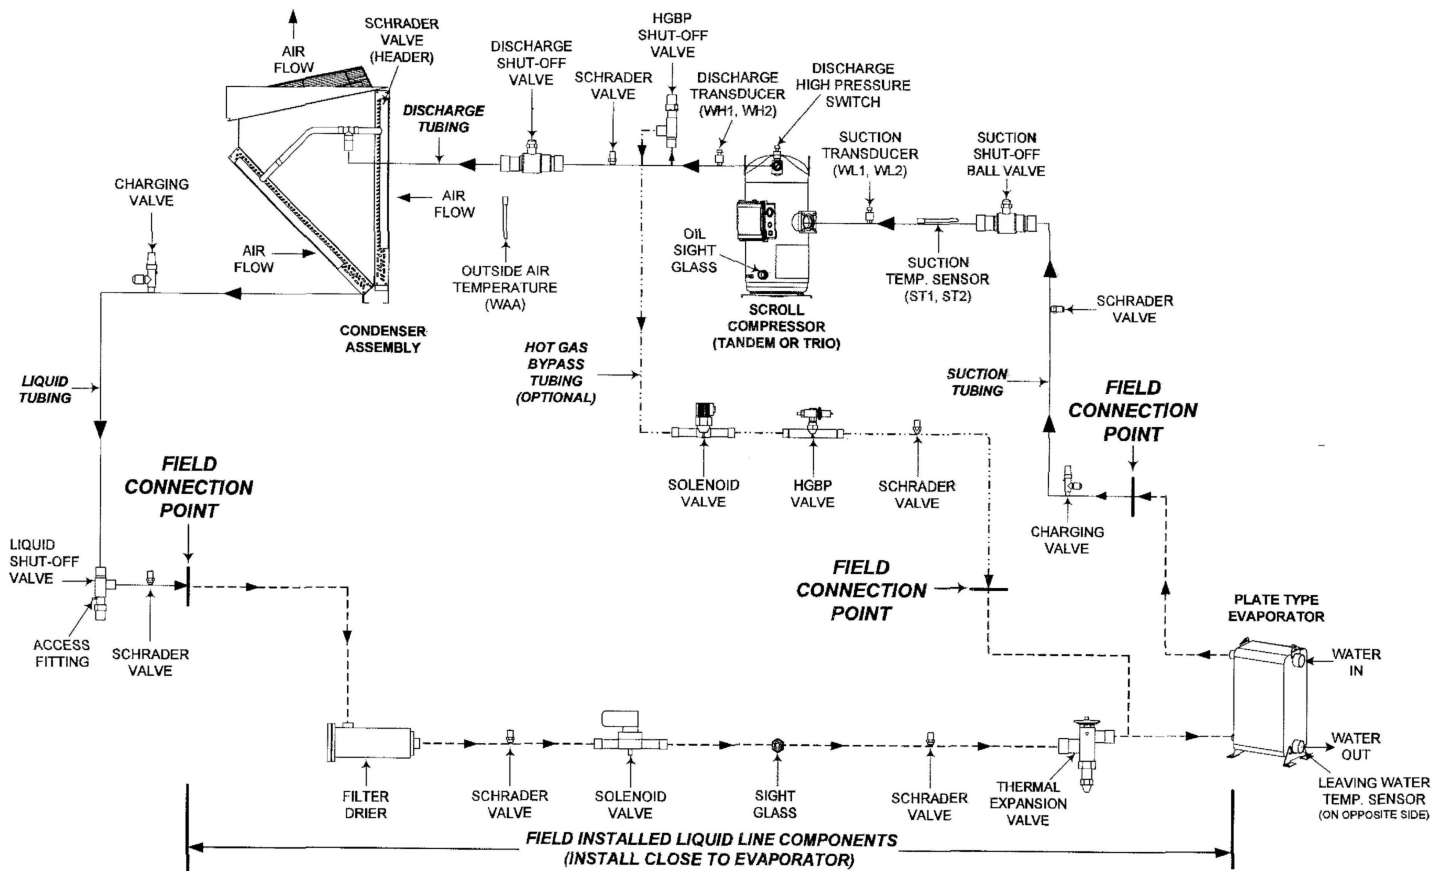 AIR
FLOW
SCHRADER
VALVE
(HEADER)
DISCHARGE
SHUT-OFF
VALVE
SCHRADER
VALVE
HGBP
SHUT-OFF
VALVE
DISCHARGE
TRANSDUCER
(WH1, WH2)
DISCHARGE
HIGH PRESSURE
SWITCH
SUCTION
TRANSDUCER
(WL1, WL2)
SUCTION
SHUT-OFF
BALL VALVE
DISCHARGE
TUBING
CHARGING
VALVE
AIR
FLOW
AIR
FLOW
OUTSIDE AIR
TEMPERATURE
(WAA)
OIL
SIGHT
GLASS
SUCTION
TEMP. SENSOR
(ST1, ST2)
SCHRADER
VALVE
CONDENSER
ASSEMBLY
SCROLL
COMPRESSOR
(TANDEM OR TRIO)
HOT GAS
BYPASS
TUBING
(OPTIONAL)
LIQUID
TUBING
SUCTION
TUBING
FIELD
CONNECTION
POINT
FIELD
CONNECTION
POINT
SOLENOID
VALVE
HGBP
VALVE
SCHRADER
VALVE
CHARGING
VALVE
LIQUID
SHUT-OFF
VALVE
FIELD
CONNECTION
POINT
PLATE TYPE
EVAPORATOR
ACCESS
FITTING
SCHRADER
VALVE
WATER
IN
WATER
OUT
FILTER
DRIER
SCHRADER
VALVE
SOLENOID
VALVE
SIGHT
GLASS
SCHRADER
VALVE
THERMAL
EXPANSION
VALVE
LEAVING WATER
TEMP. SENSOR
(ON OPPOSITE SIDE)
FIELD INSTALLED LIQUID LINE COMPONENTS
(INSTALL CLOSE TO EVAPORATOR)